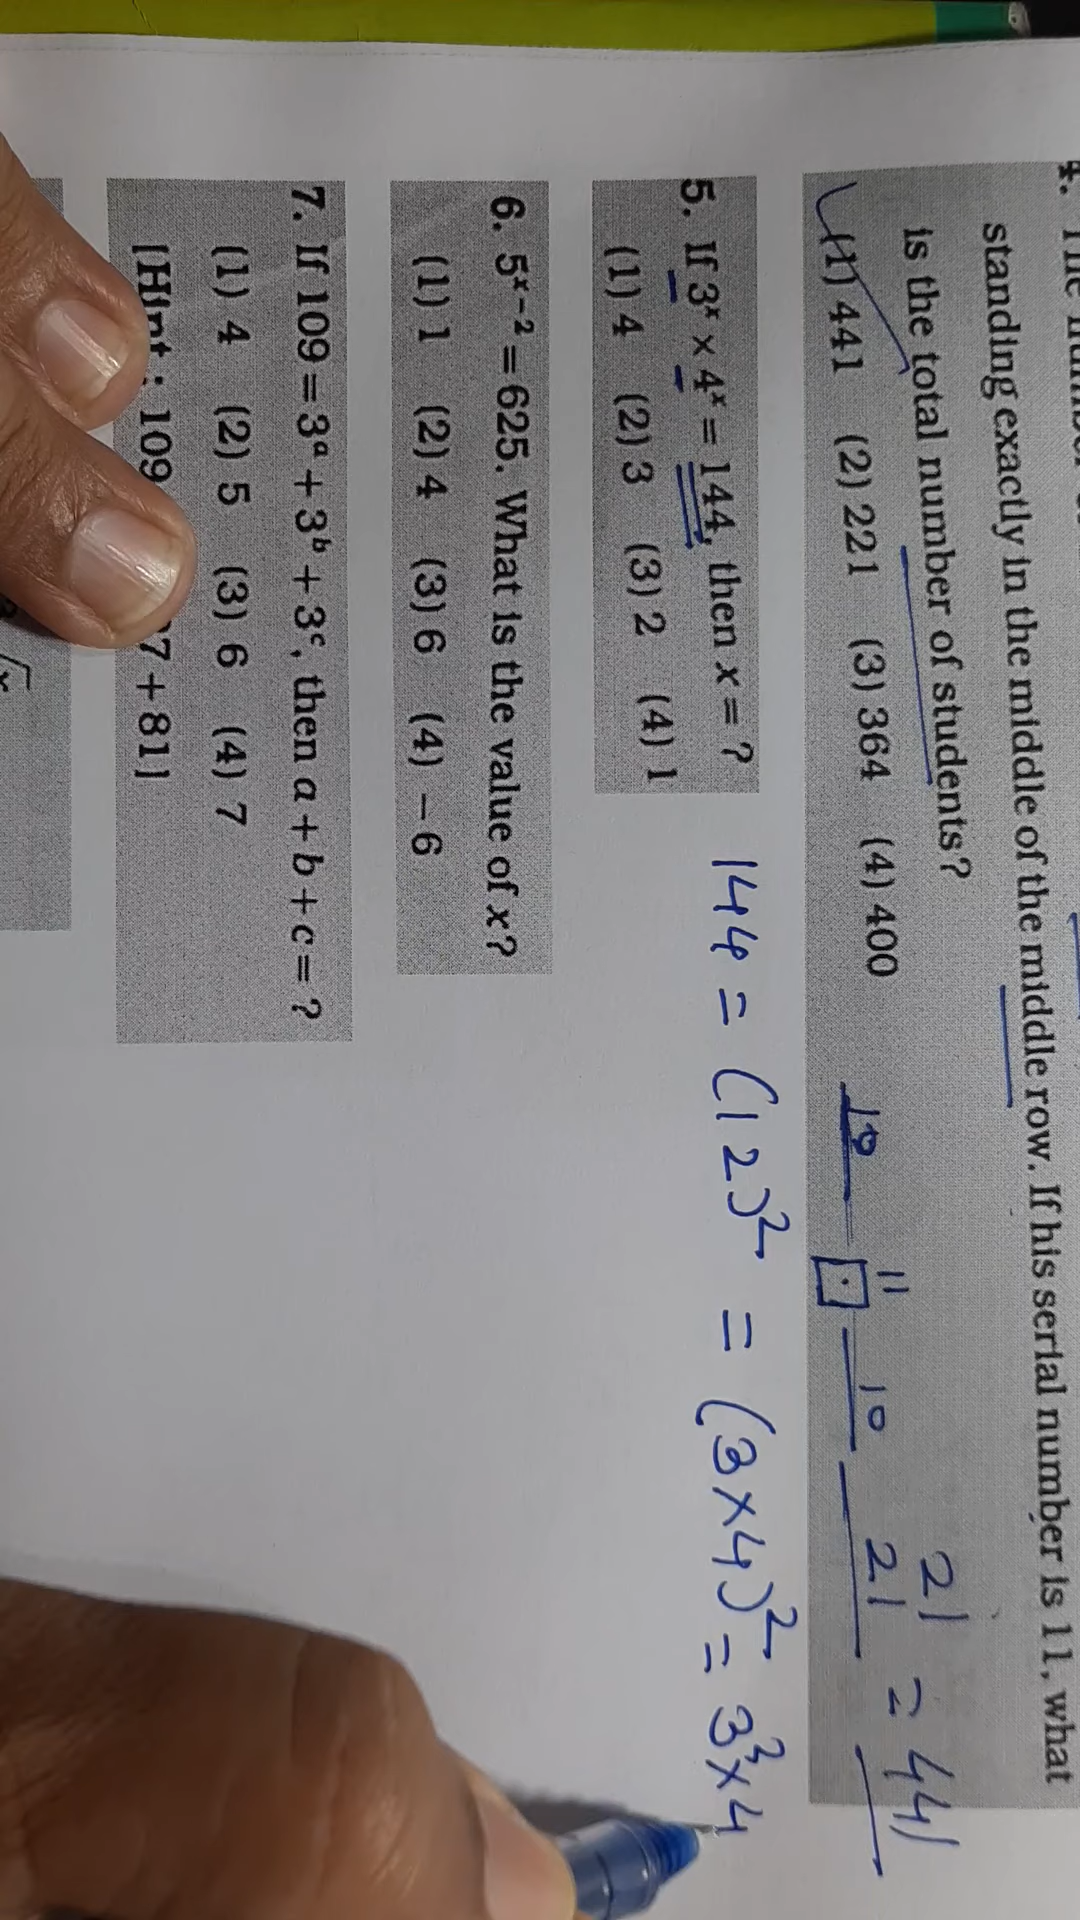 standing exactly in the middle of the middle row. If his serial number is 11, what
is the total number of students?
(1) 441 (2) 221 (3) 364 (4) 400
10 11 10 21
21 = 441
5. If 3ˣ × 4ˣ = 144, then x = ?
(1) 4 (2) 3 (3) 2 (4) 1
144 = (12)² = (3×4)² = 3² × 4
6. 5ˣ⁻² = 625. What is the value of x?
(1) 1 (2) 4 (3) 6 (4) – 6
7. If 109 = 3ᵃ + 3ᵇ + 3ᶜ, then a + b + c = ?
(1) 4 (2) 5 (3) 6 (4) 7
[Hint : 109 7 + 81]